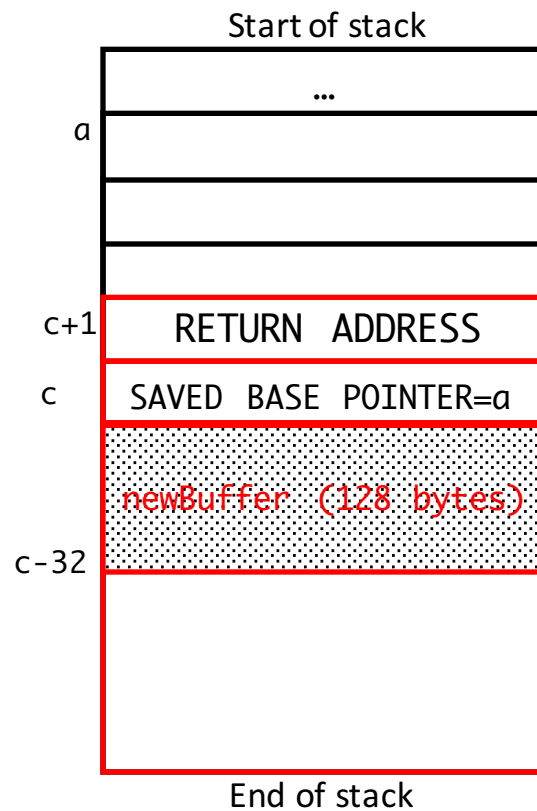 Start of stack
…
a
c+1
RETURN ADDRESS
c
SAVED BASE POINTER=a
newBuffer (128 bytes)
c-32
End of stack